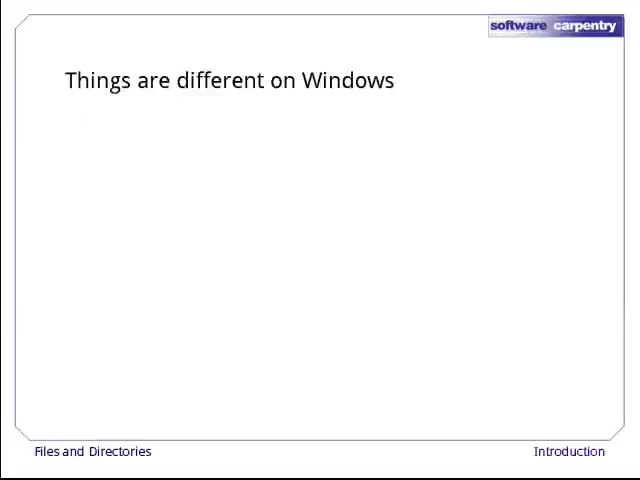 software carpentry
Things are different on Windows
Files and Directories
Introduction